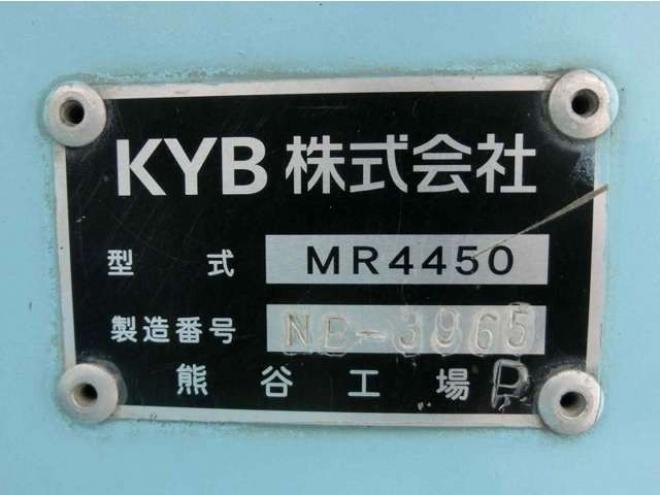 KYB 株式会社
型式 MR4450
製造番号 NE-3965
熊谷工場 P